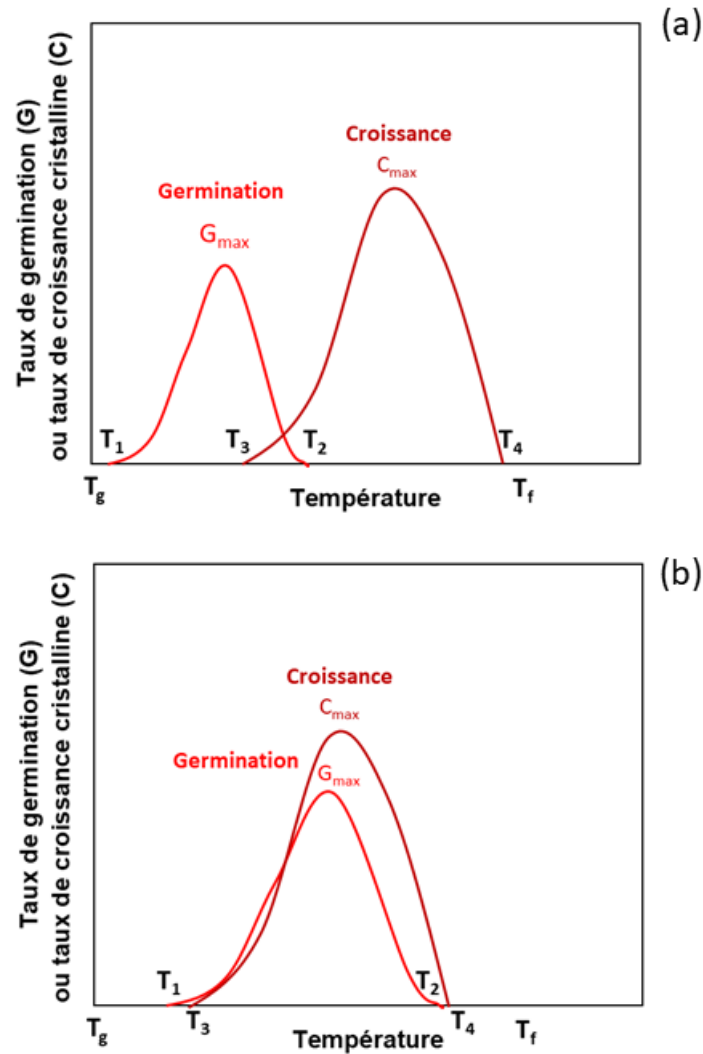 (a)
Taux de germination (G)
ou taux de croissance cristalline (C)
Croissance
Cmax
Germination
Gmax
T1
T3
T2
T4
Tg
Température
Tf
(b)
Taux de germination (G)
ou taux de croissance cristalline (C)
Croissance
Cmax
Germination
Gmax
T1
T2
Tg
T3
Température
T4
Tf